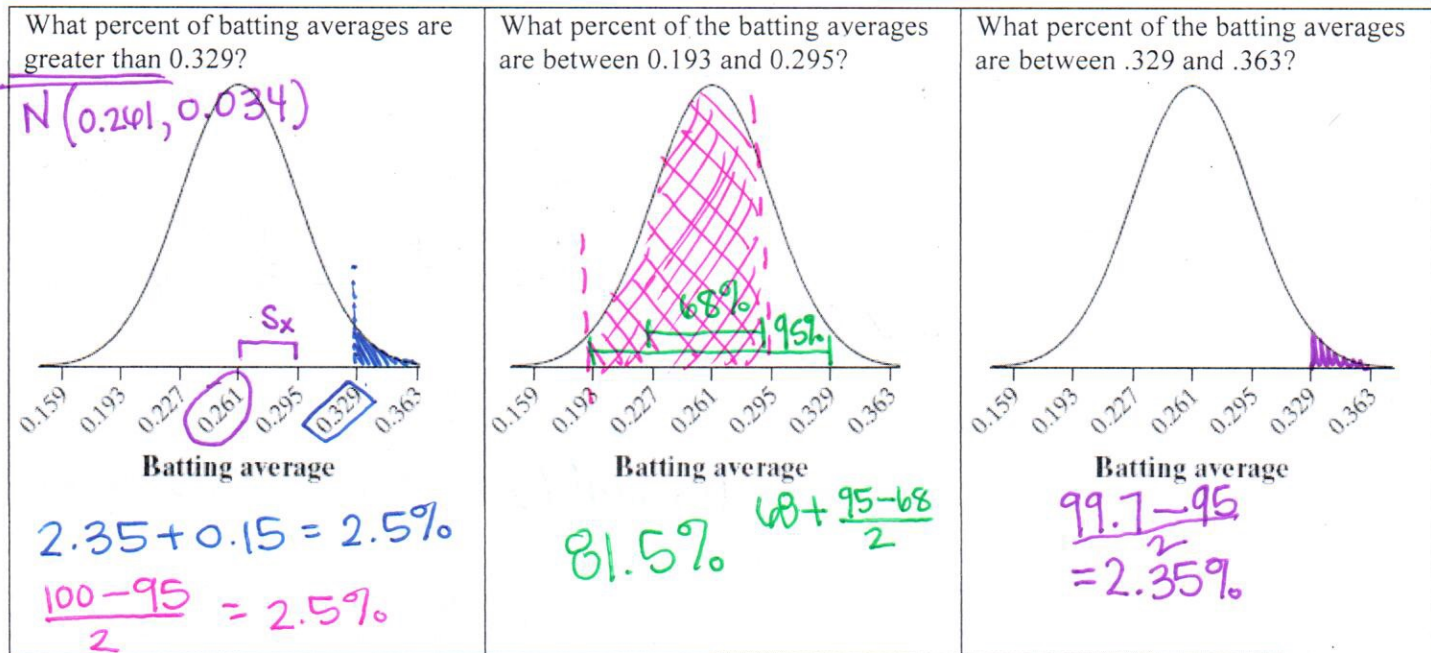 What percent of batting averages are
greater than 0.329?
N(0.261, 0.034)
Sx
0.159 0.193 0.227 0.261 0.295 0.329 0.363
Batting average
2.35 + 0.15 = 2.5%
100 - 95
2
= 2.5%
What percent of the batting averages
are between 0.193 and 0.295?
68%
95%
0.159 0.193 0.227 0.261 0.295 0.329 0.363
Batting average
81.5%
68 + 95-68
2
What percent of the batting averages
are between .329 and .363?
0.159 0.193 0.227 0.261 0.295 0.329 0.363
Batting average
99.7 - 95
2
= 2.35%